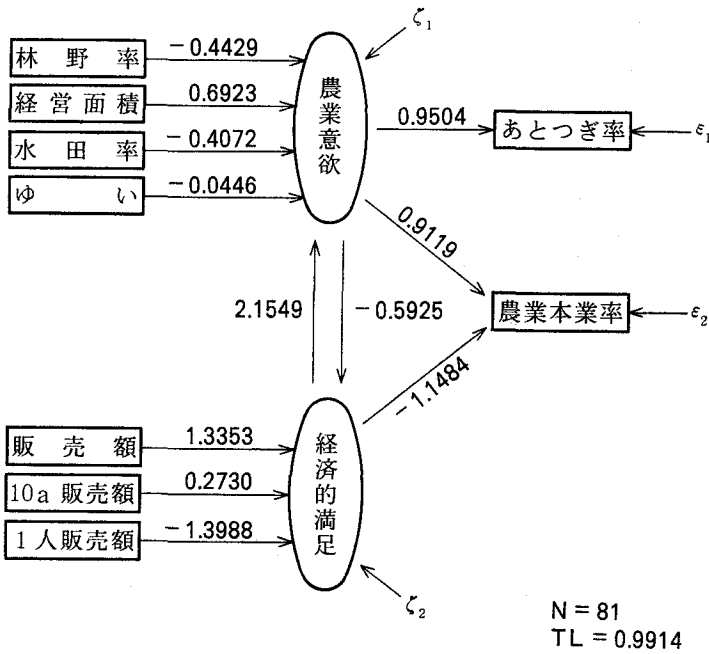 ζ₁
林野率
-0.4429
経営面積
0.6923
水田率
-0.4072
ゆい
-0.0446
農業意欲
0.9504
あとつぎ率
ε₁
0.9119
2.1549
-0.5925
農業本業率
ε₂
-1.1484
販売額
1.3353
10a 販売額
0.2730
1人販売額
-1.3988
経済的満足
ζ₂
N = 81
TL = 0.9914